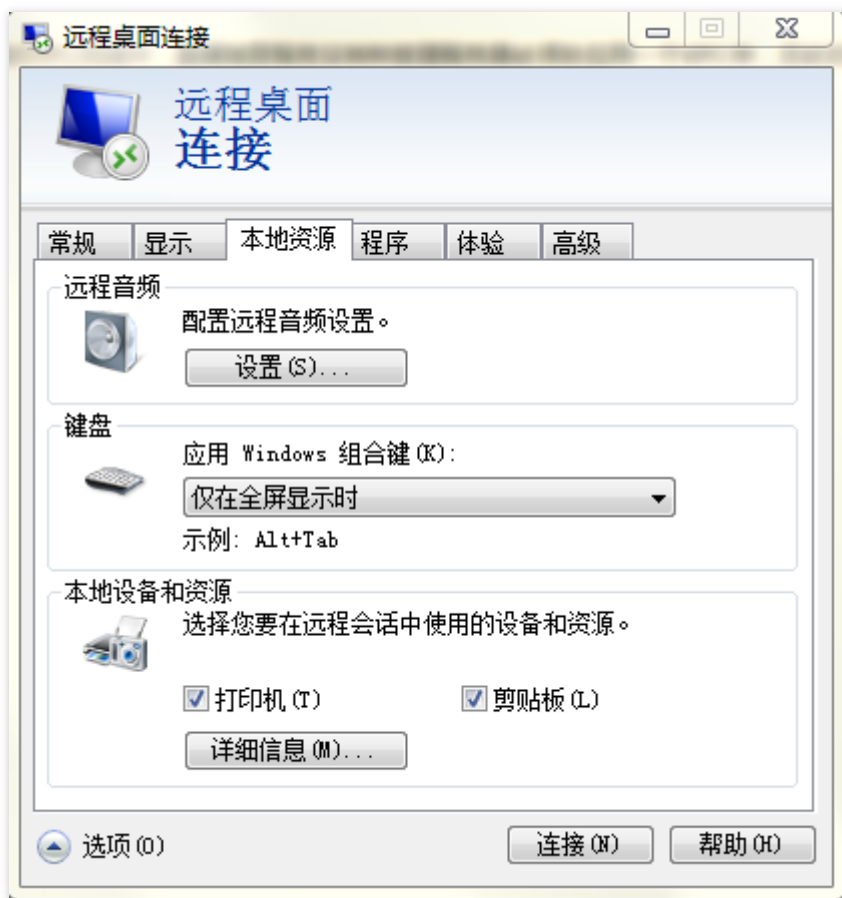 远程桌面连接
远程桌面
连接
常规 显示 本地资源 程序 体验 高级
远程音频
配置远程音频设置。
设置(S)...
键盘
应用 Windows 组合键(K):
仅在全屏显示时
示例: Alt+Tab
本地设备和资源
选择您要在远程会话中使用的设备和资源。
打印机(T) 剪贴板(L)
详细信息(M)...
选项(O) 连接(N) 帮助(H)